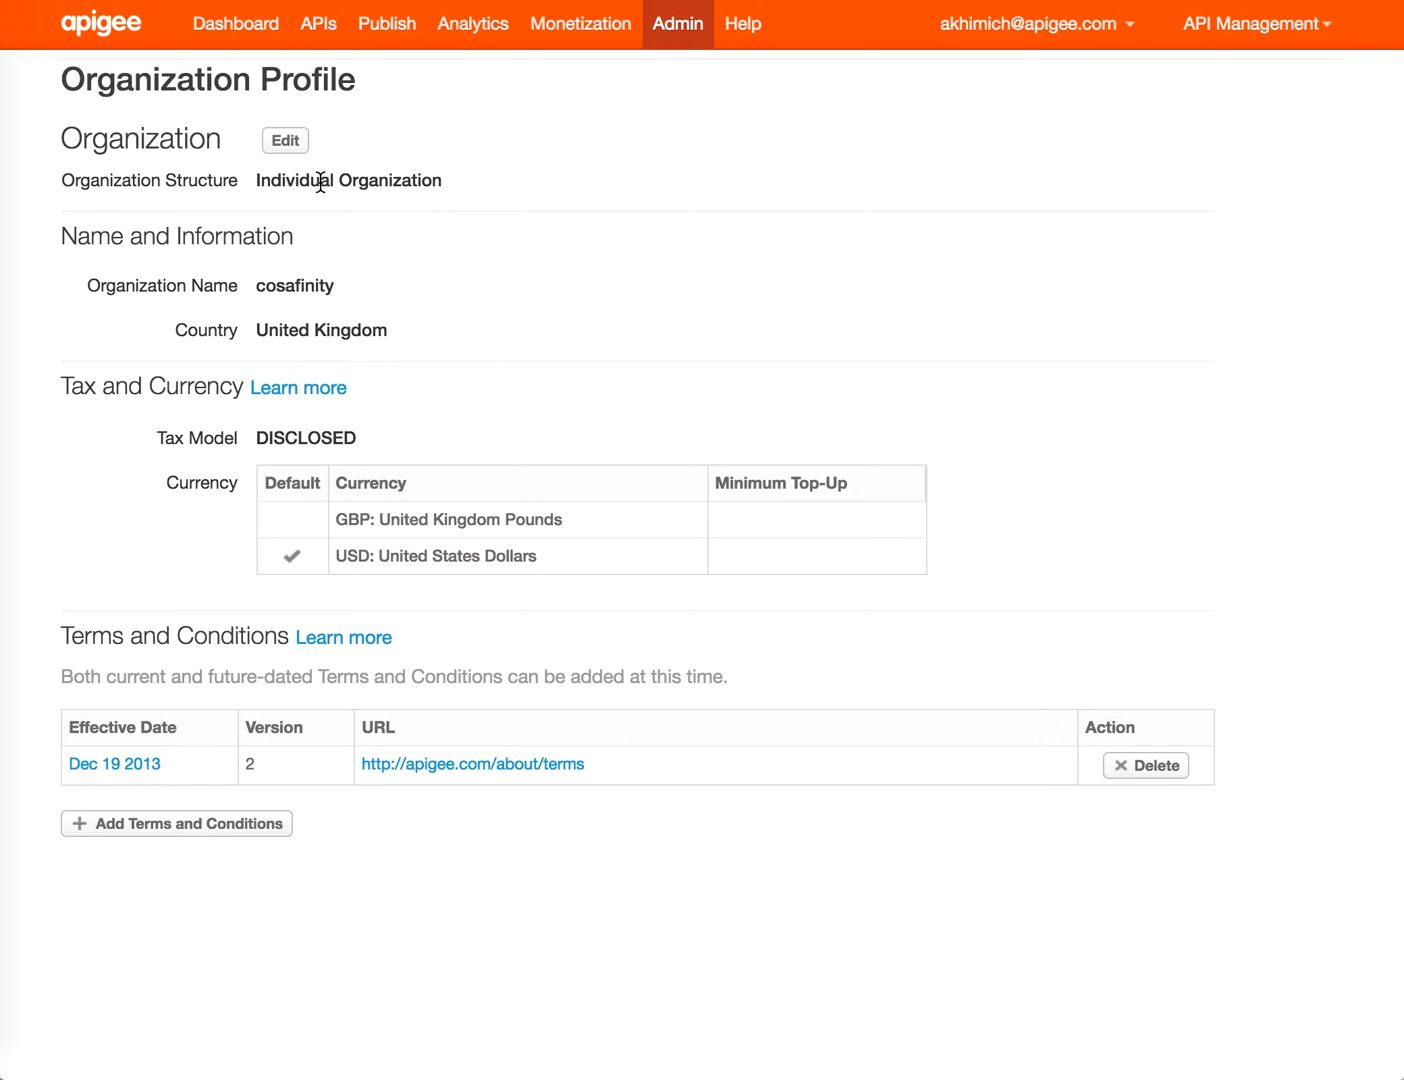 apigee Dashboard APIs Publish Analytics Monetization Admin Help akhimich@apigee.com API Management
Organization Profile
Organization Edit
Organization Structure Individual Organization
Name and Information
Organization Name cosafinity
Country United Kingdom
Tax and Currency Learn more
Tax Model DISCLOSED
Currency Default Currency Minimum Top-Up
GBP: United Kingdom Pounds
USD: United States Dollars
Terms and Conditions Learn more
Both current and future-dated Terms and Conditions can be added at this time.
Effective Date Version URL Action
Dec 19 2013 2 http://apigee.com/about/terms Delete
Add Terms and Conditions